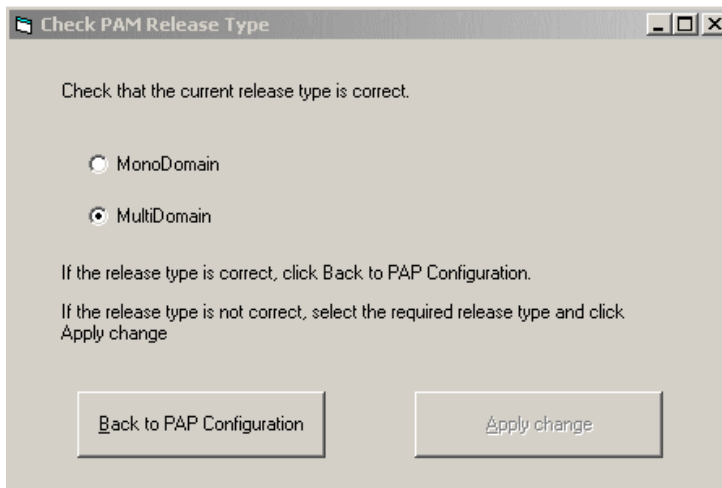 Check PAM Release Type
Check that the current release type is correct.
MonoDomain
MultiDomain
If the release type is correct, click Back to PAP Configuration.
If the release type is not correct, select the required release type and click
Apply change
Back to PAP Configuration
Apply change